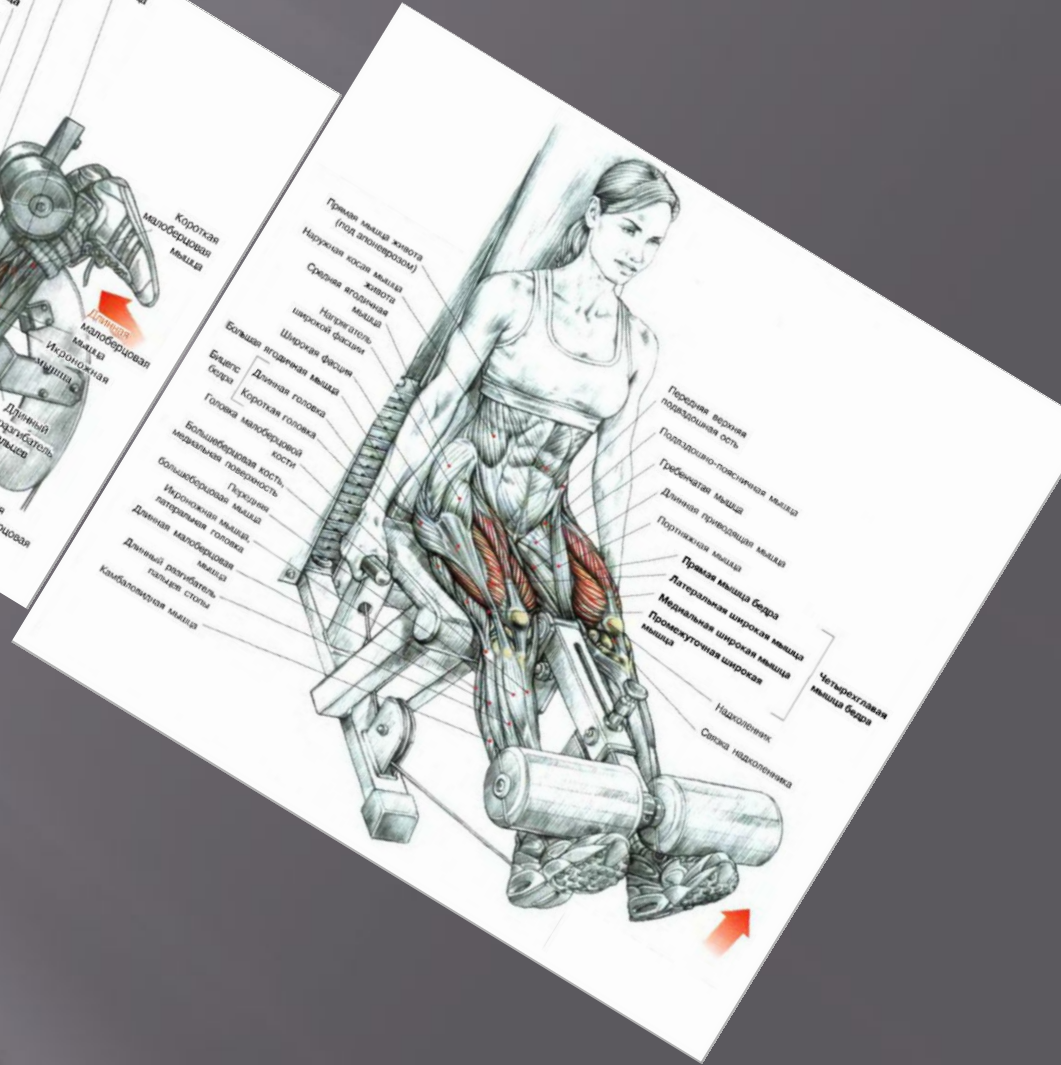 Короткая
малоберцовая
мышца
Длинная
малоберцовая
мышца
Икроножная
мышца
Длинный
разгибатель
Прямая мышца живота
(под апоневрозом)
Наружная косая мышца
живота
Средняя ягодичная
мышца
Напрягатель
широкой фасции
Широкая фасция
Большая ягодичная мышца
Бицепс
бедра
Длинная головка
Короткая головка
Головка малоберцовой
кости
Большеберцовая кость,
медиальная поверхность
Передняя
большеберцовая мышца
Икроножная мышца,
латеральная головка
Длинная малоберцовая
мышца
Длинный разгибатель
пальцев стопы
Камбаловидная мышца
Передняя верхняя
подвздошная ость
Подвздошно-поясничная мышца
Гребенчатая мышца
Длинная приводящая мышца
Портняжная мышца
Прямая мышца бедра
Латеральная широкая мышца
Медиальная широкая мышца
Промежуточная широкая
мышца
Четырехглавая
мышца бедра
Надколенник
Связка надколенника